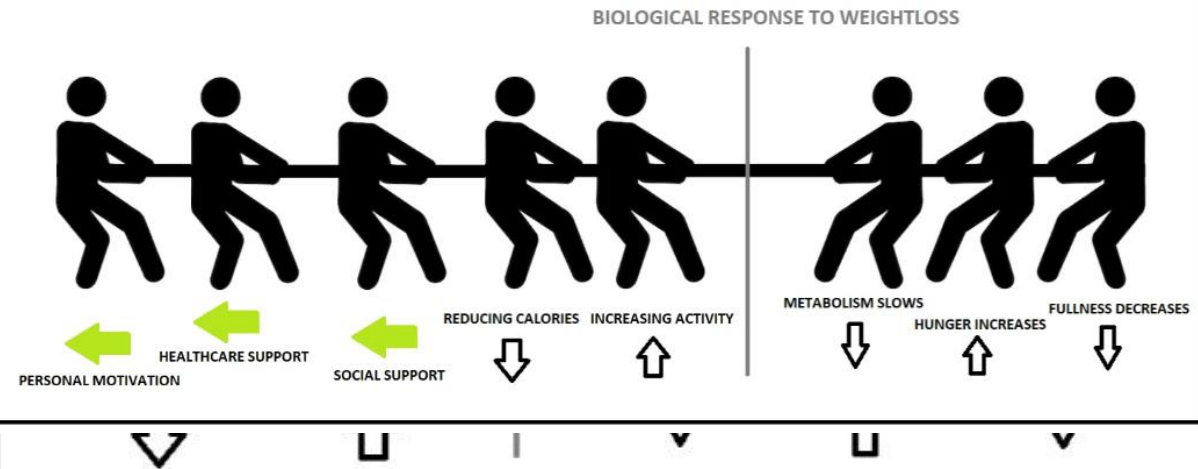 BIOLOGICAL RESPONSE TO WEIGHTLOSS
PERSONAL MOTIVATION
HEALTHCARE SUPPORT
SOCIAL SUPPORT
REDUCING CALORIES
INCREASING ACTIVITY
METABOLISM SLOWS
HUNGER INCREASES
FULLNESS DECREASES